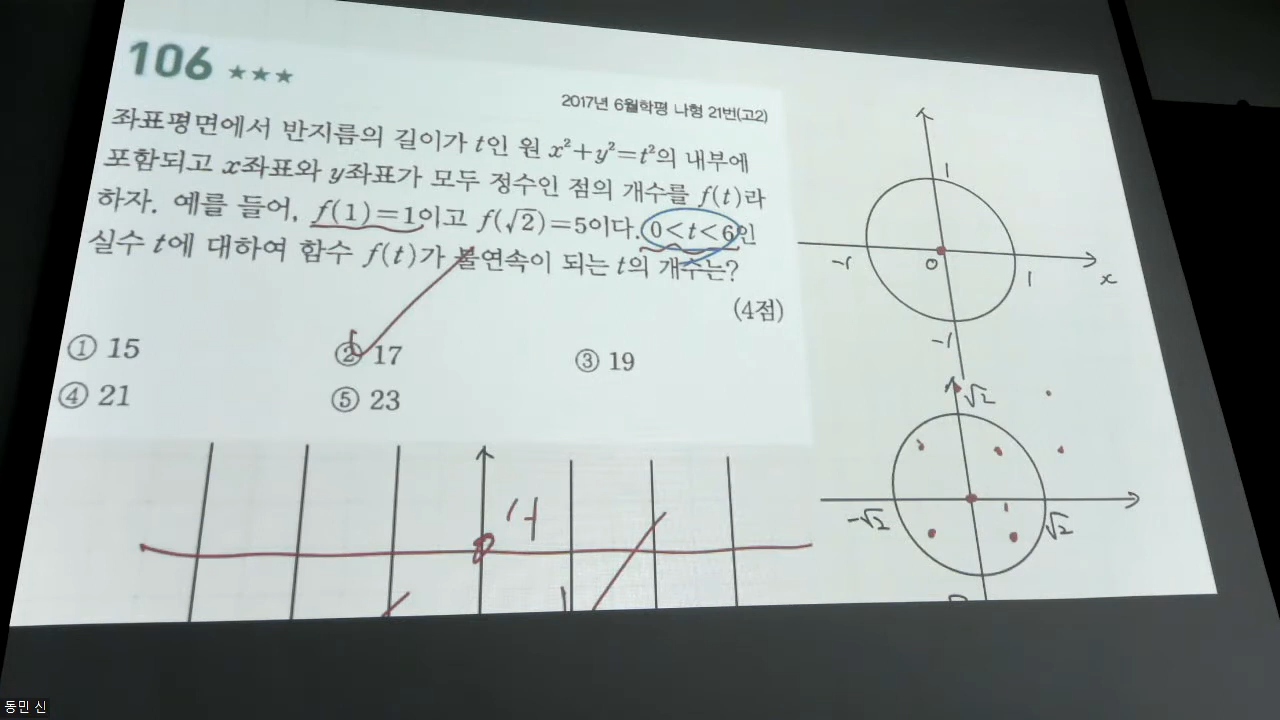 106 ★★★
2017년 6월학평 나형 21번(고2)
좌표평면에서 반지름의 길이가 t인 원 x²+y²=t²의 내부에
포함되고 x좌표와 y좌표가 모두 정수인 점의 개수를 f(t)라
하자. 예를 들어, f(1)=1이고 f(√2)=5이다. 0<t<6인
실수 t에 대하여 함수 f(t)가 불연속이 되는 t의 개수는?
(4점)
① 15
② 17
③ 19
④ 21
⑤ 23
1
-1
0
1
x
-1
√2
-√2
1
√2
동민 신